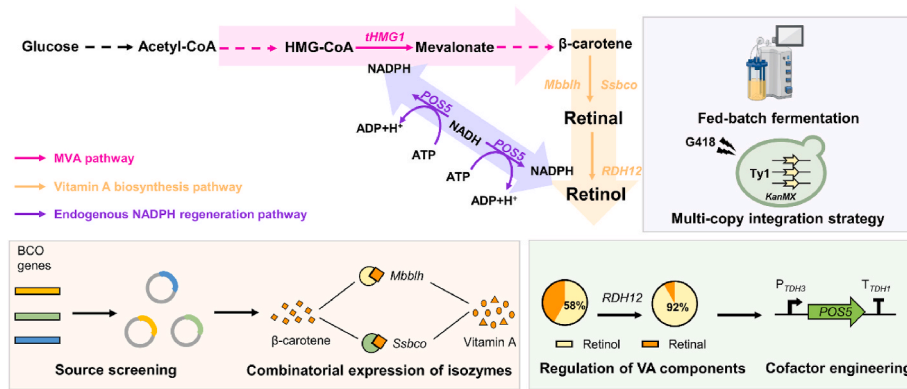 Glucose
Acetyl-CoA
HMG-CoA
tHMG1
Mevalonate
β-carotene
NADPH
POS5
ADP+H⁺
NADH
ATP
POS5
ATP
NADPH
ADP+H⁺
Mbblh
Ssbco
Retinal
RDH12
Retinol
MVA pathway
Vitamin A biosynthesis pathway
Endogenous NADPH regeneration pathway
Fed-batch fermentation
G418
Ty1
KanMX
Multi-copy integration strategy
BCO
genes
Source screening
β-carotene
Mbblh
Ssbco
Vitamin A
Combinatorial expression of isozymes
58%
RDH12
92%
Retinol
Retinal
Regulation of VA components
P_TDH3
POS5
T_TDH1
Cofactor engineering